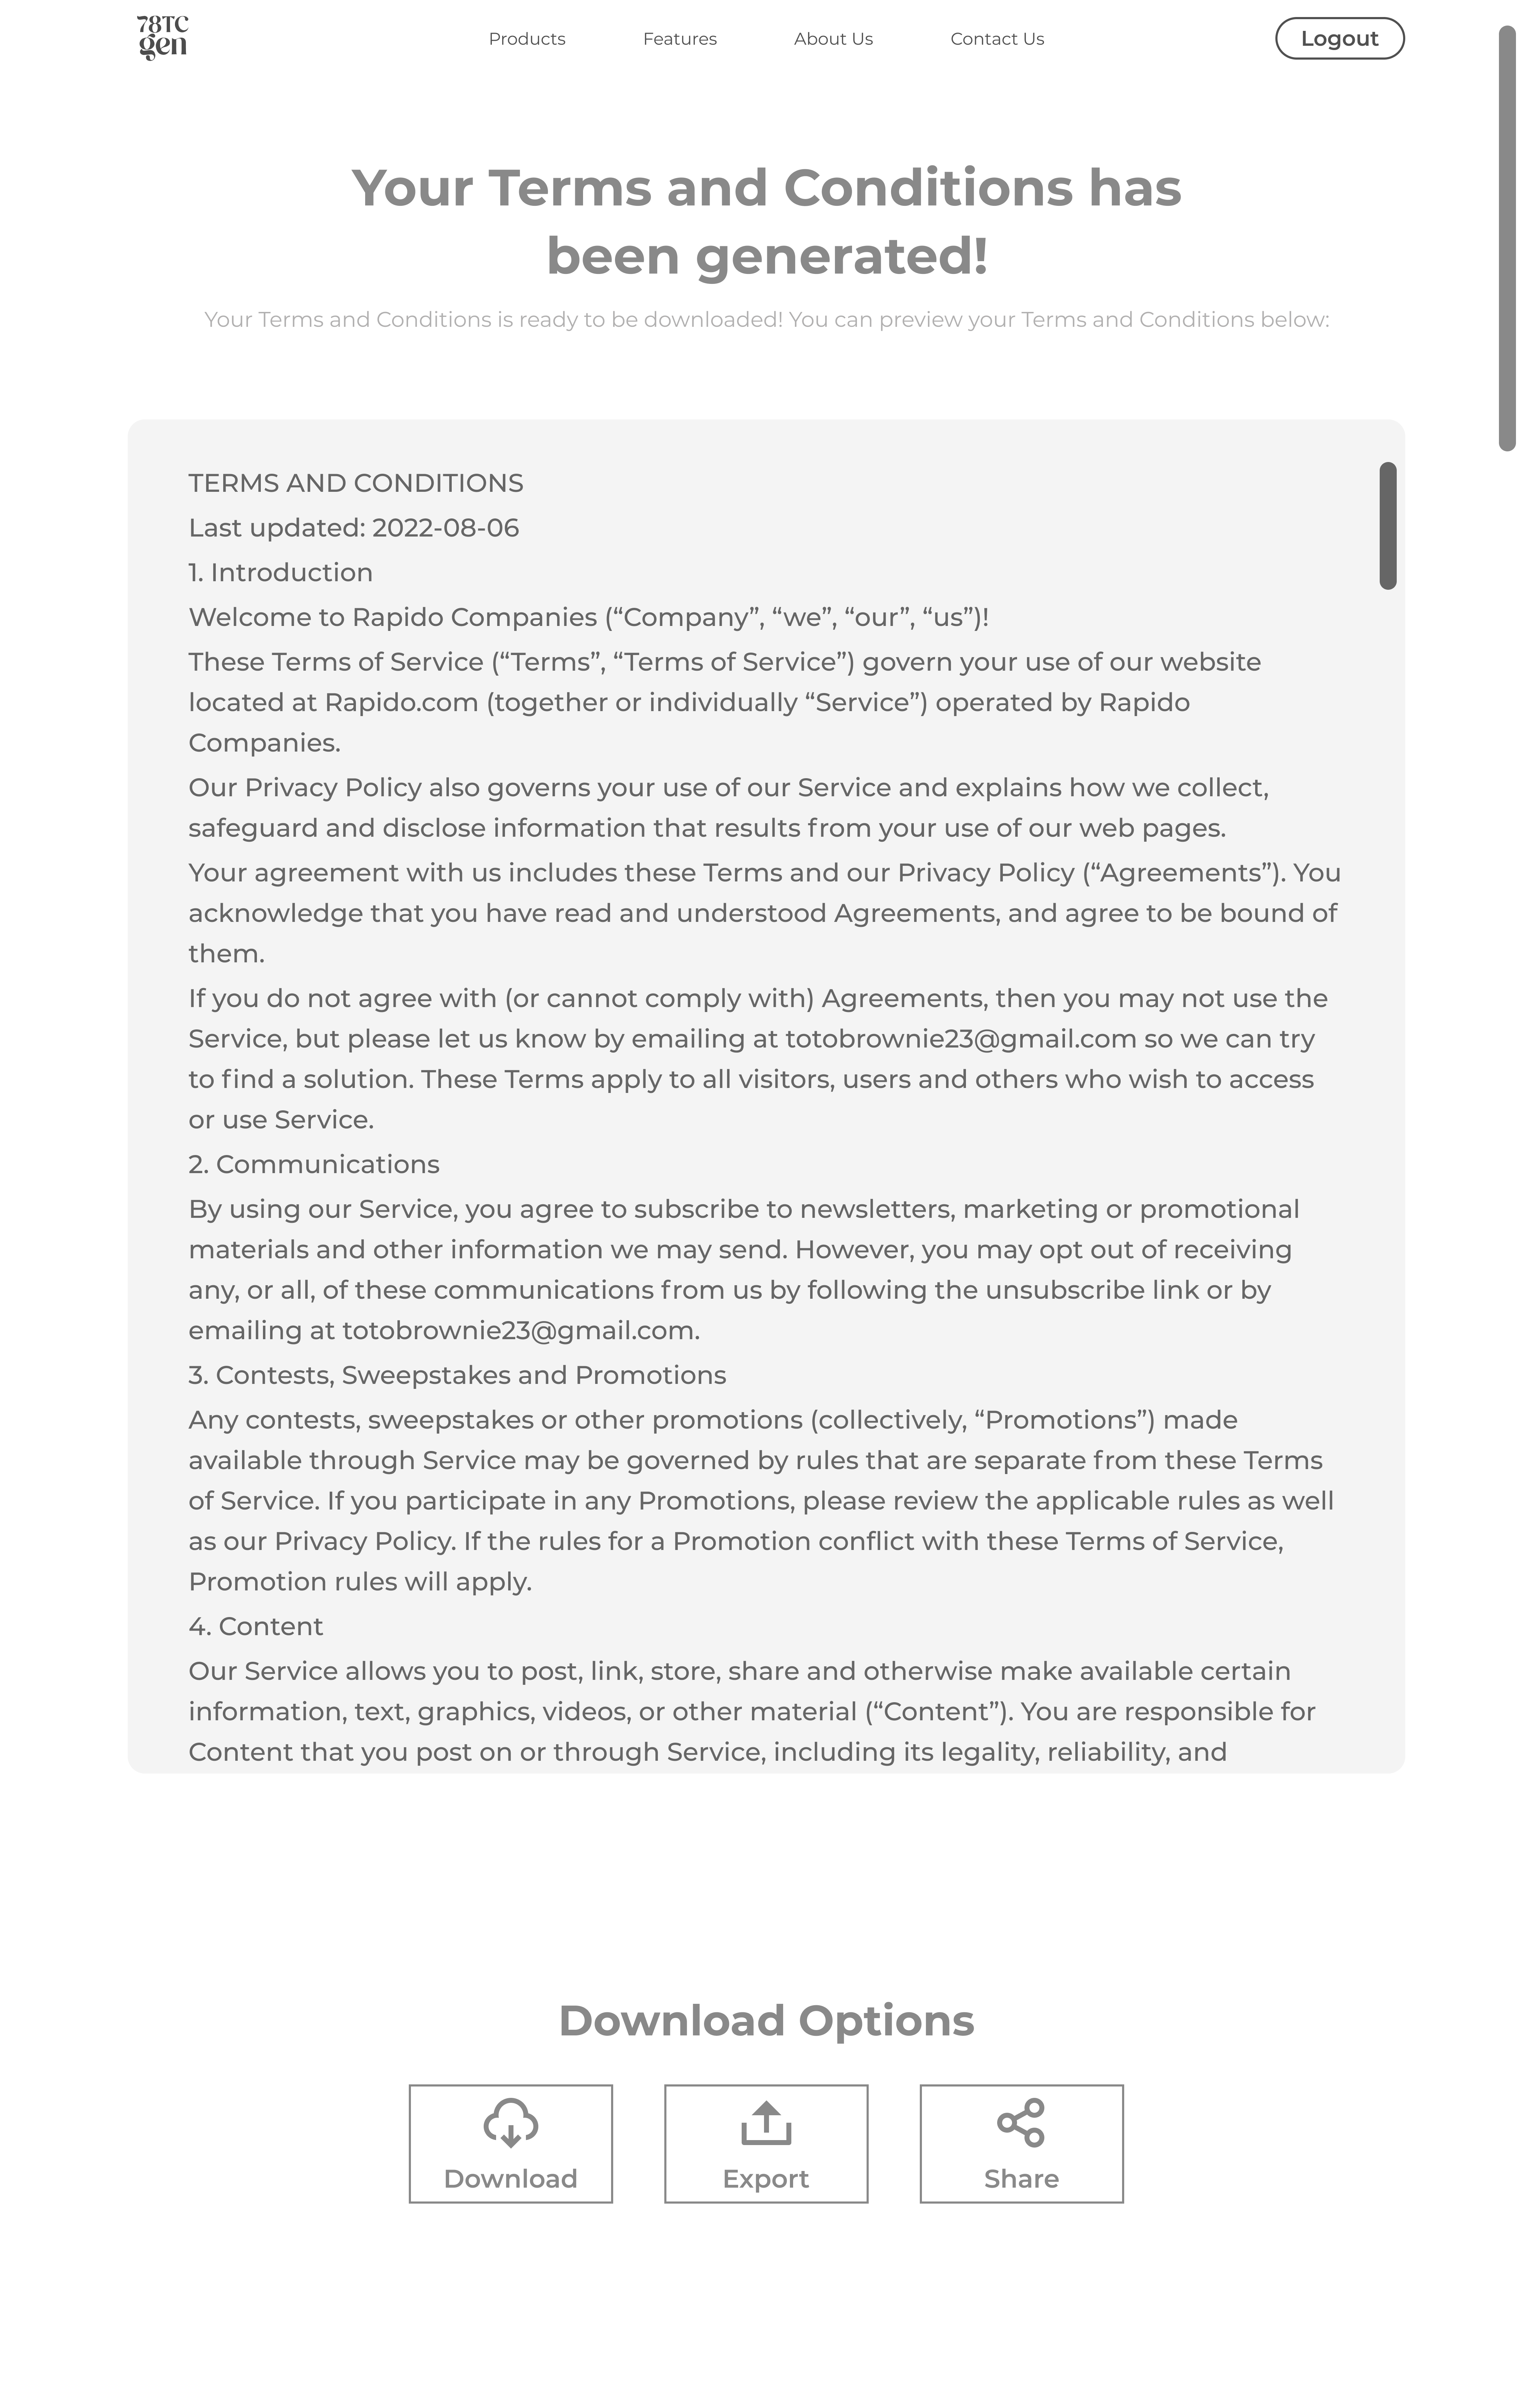 78TC
gen
Products
Features
About Us
Contact Us
Logout
Your Terms and Conditions has
been generated!
Your Terms and Conditions is ready to be downloaded! You can preview your Terms and Conditions below:
TERMS AND CONDITIONS
Last updated: 2022-08-06
1. Introduction
Welcome to Rapido Companies (“Company”, “we”, “our”, “us”)!
These Terms of Service (“Terms”, “Terms of Service”) govern your use of our website
located at Rapido.com (together or individually “Service”) operated by Rapido
Companies.
Our Privacy Policy also governs your use of our Service and explains how we collect,
safeguard and disclose information that results from your use of our web pages.
Your agreement with us includes these Terms and our Privacy Policy (“Agreements”). You
acknowledge that you have read and understood Agreements, and agree to be bound of
them.
If you do not agree with (or cannot comply with) Agreements, then you may not use the
Service, but please let us know by emailing at totobrownie23@gmail.com so we can try
to find a solution. These Terms apply to all visitors, users and others who wish to access
or use Service.
2. Communications
By using our Service, you agree to subscribe to newsletters, marketing or promotional
materials and other information we may send. However, you may opt out of receiving
any, or all, of these communications from us by following the unsubscribe link or by
emailing at totobrownie23@gmail.com.
3. Contests, Sweepstakes and Promotions
Any contests, sweepstakes or other promotions (collectively, “Promotions”) made
available through Service may be governed by rules that are separate from these Terms
of Service. If you participate in any Promotions, please review the applicable rules as well
as our Privacy Policy. If the rules for a Promotion conflict with these Terms of Service,
Promotion rules will apply.
4. Content
Our Service allows you to post, link, store, share and otherwise make available certain
information, text, graphics, videos, or other material (“Content”). You are responsible for
Content that you post on or through Service, including its legality, reliability, and
Download Options
Download
Export
Share